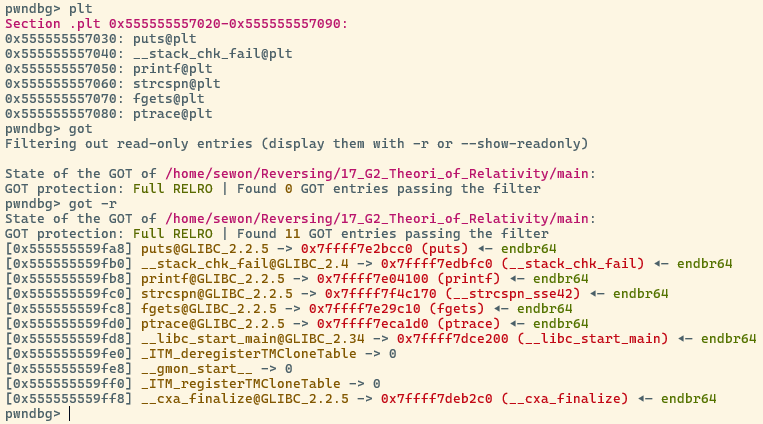 pwndbg> plt
Section .plt 0x555555557020-0x555555557090:
0x555555557030: puts@plt
0x555555557040: __stack_chk_fail@plt
0x555555557050: printf@plt
0x555555557060: strcspn@plt
0x555555557070: fgets@plt
0x555555557080: ptrace@plt
pwndbg> got
Filtering out read-only entries (display them with -r or --show-readonly)

State of the GOT of /home/sewon/Reversing/17_G2_Theori_of_Relativity/main:
GOT protection: Full RELRO | Found 0 GOT entries passing the filter
pwndbg> got -r
State of the GOT of /home/sewon/Reversing/17_G2_Theori_of_Relativity/main:
GOT protection: Full RELRO | Found 11 GOT entries passing the filter
[0x555555559fa8] puts@GLIBC_2.2.5 -> 0x7ffff7e2bcc0 (puts) ◂— endbr64
[0x555555559fb0] __stack_chk_fail@GLIBC_2.4 -> 0x7ffff7edbfc0 (__stack_chk_fail) ◂— endbr64
[0x555555559fb8] printf@GLIBC_2.2.5 -> 0x7ffff7e04100 (printf) ◂— endbr64
[0x555555559fc0] strcspn@GLIBC_2.2.5 -> 0x7ffff7f4c170 (__strcspn_sse42) ◂— endbr64
[0x555555559fc8] fgets@GLIBC_2.2.5 -> 0x7ffff7e29c10 (fgets) ◂— endbr64
[0x555555559fd0] ptrace@GLIBC_2.2.5 -> 0x7ffff7eca1d0 (ptrace) ◂— endbr64
[0x555555559fd8] __libc_start_main@GLIBC_2.34 -> 0x7ffff7dce200 (__libc_start_main) ◂— endbr64
[0x555555559fe0] _ITM_deregisterTMCloneTable -> 0
[0x555555559fe8] __gmon_start__ -> 0
[0x555555559ff0] _ITM_registerTMCloneTable -> 0
[0x555555559ff8] __cxa_finalize@GLIBC_2.2.5 -> 0x7ffff7deb2c0 (__cxa_finalize) ◂— endbr64
pwndbg>